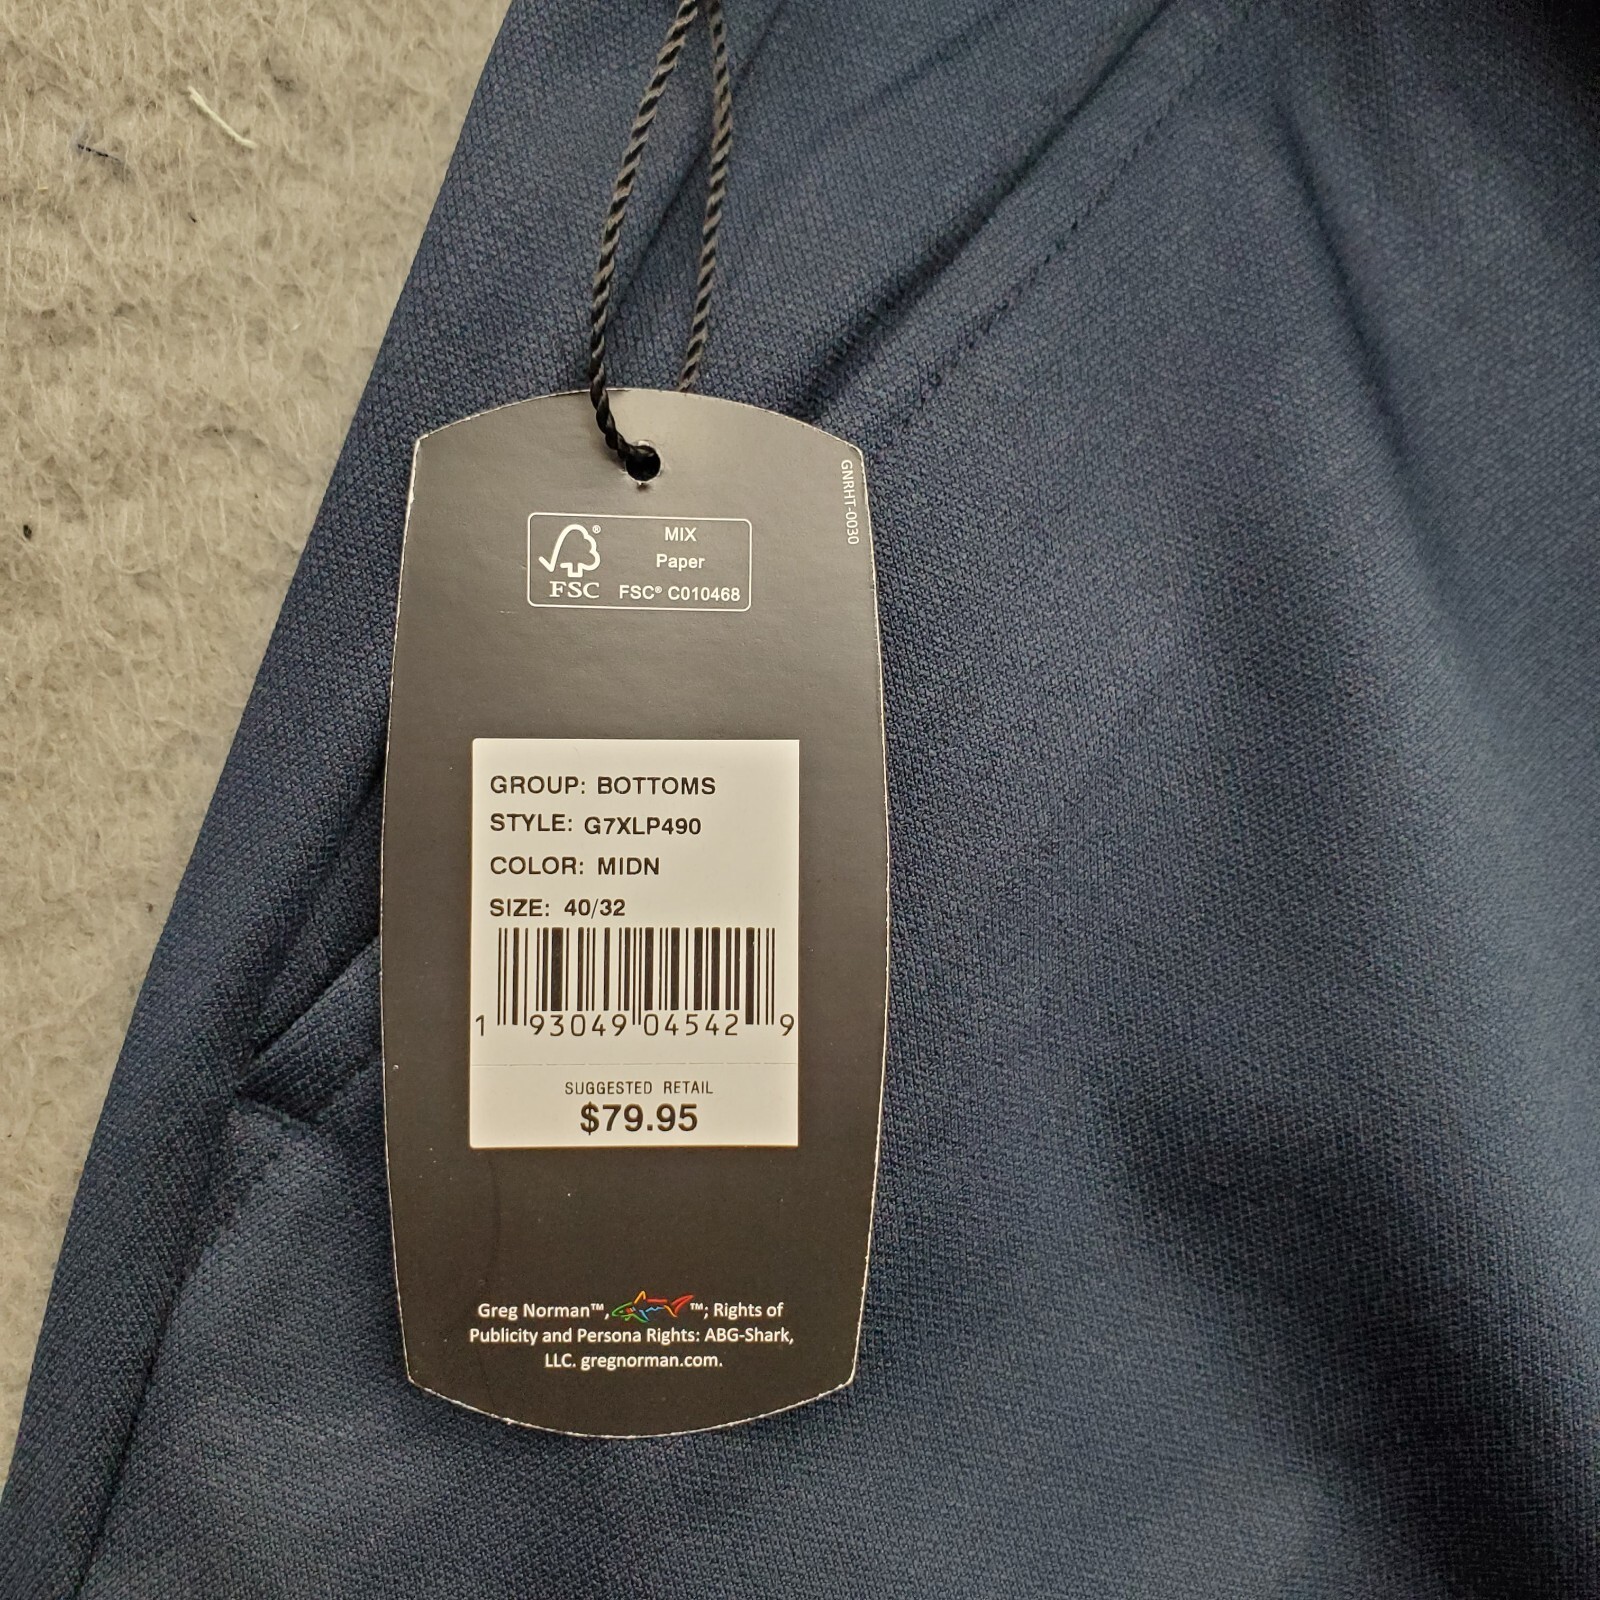 GNRHT-0030
MIX
Paper
FSC® C010468
FSC
GROUP: BOTTOMS
STYLE: G7XLP490
COLOR: MIDN
SIZE: 40/32
1 93049 04542 9
SUGGESTED RETAIL
$79.95
Greg Norman™, ™; Rights of
Publicity and Persona Rights: ABG-Shark,
LLC. gregnorman.com.